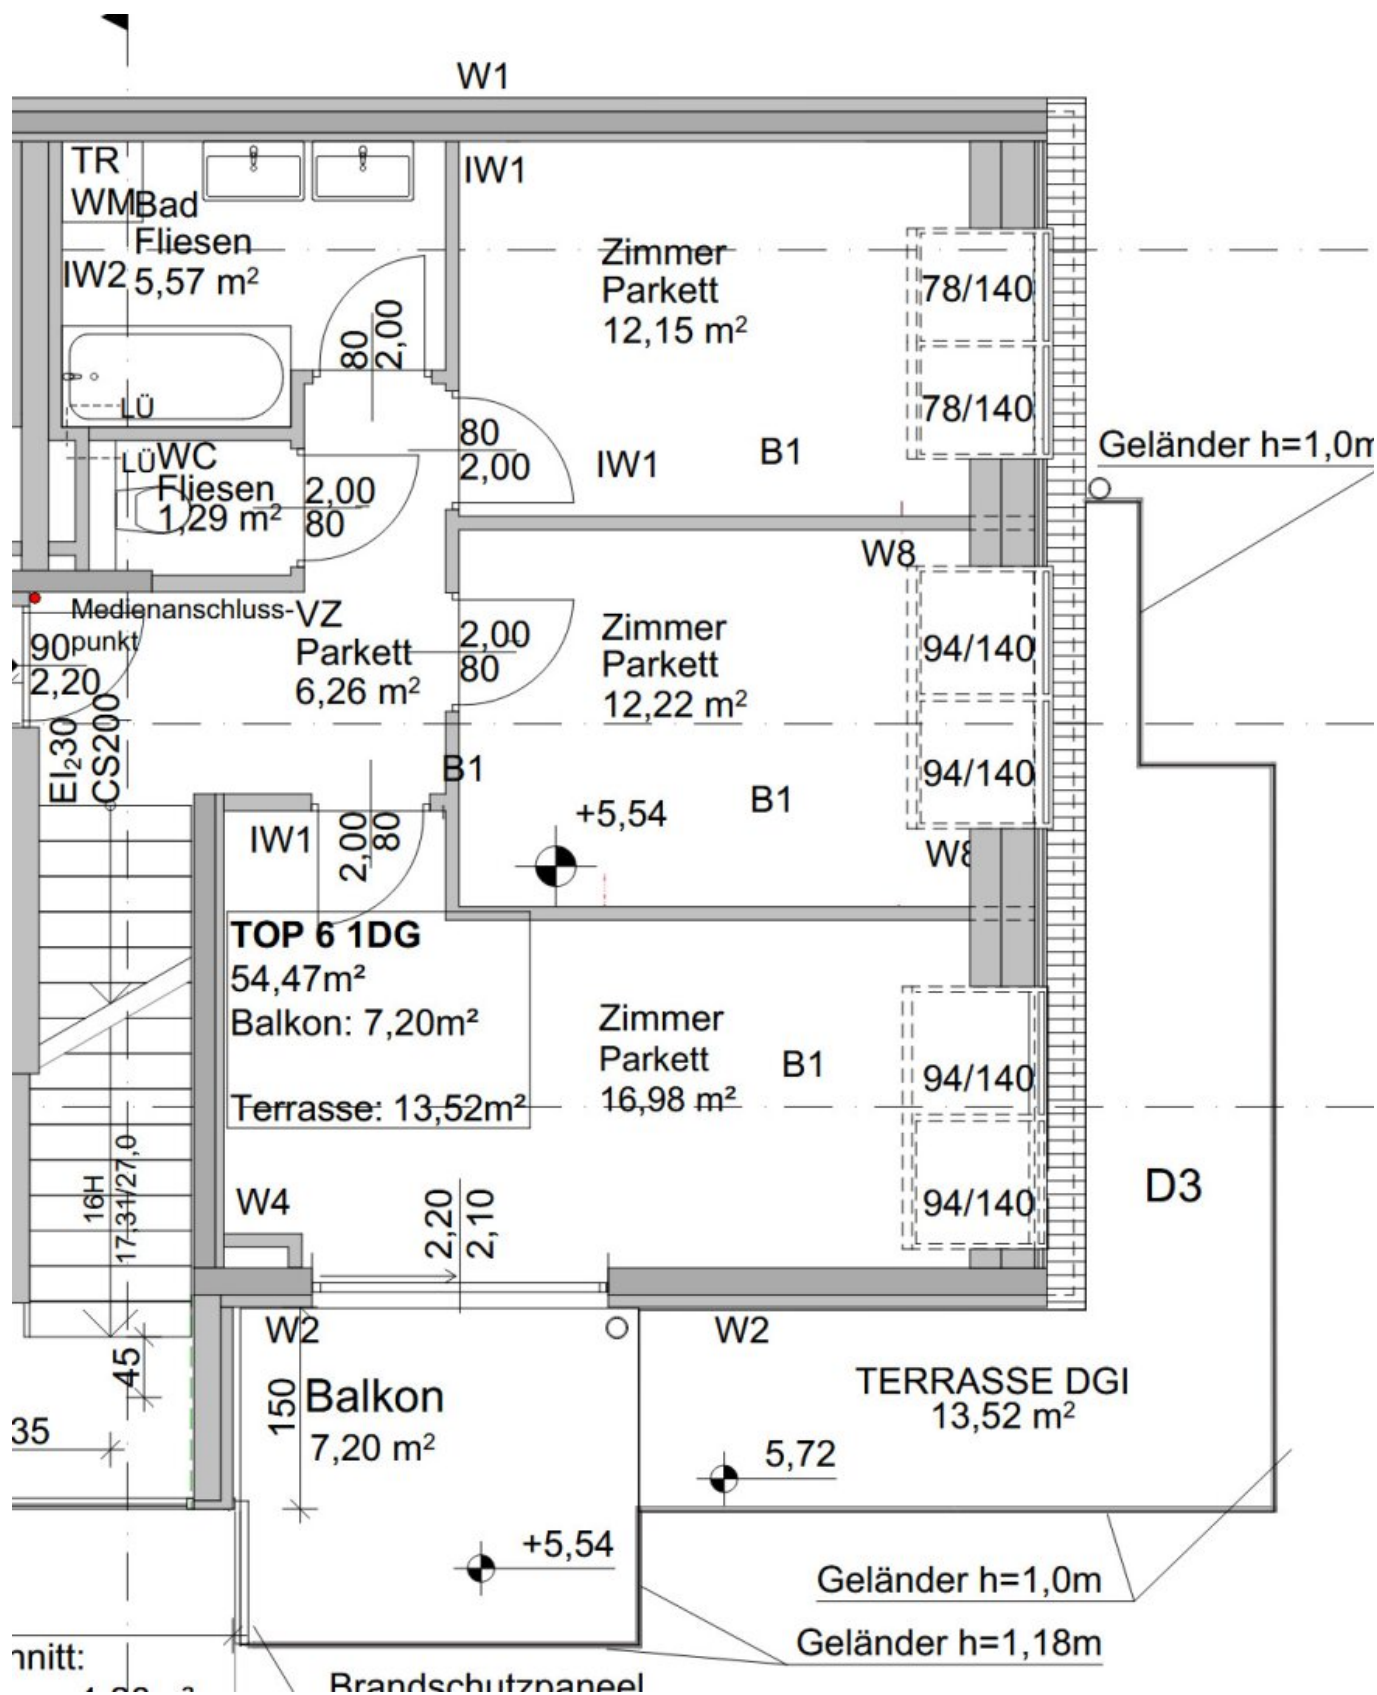 W1
TR
WM
Bad
Fliesen
5,57 m²
IW2
IW1
Zimmer
Parkett
12,15 m²
78/140
78/140
80
2,00
LÜ
LÜ
WC
Fliesen
1,29 m²
2,00
80
80
2,00
IW1
B1
Geländer h=1,0m
W8
Medienanschluss-
punkt
VZ
Parkett
6,26 m²
90
2,20
EI₂30
CS200
2,00
80
Zimmer
Parkett
12,22 m²
94/140
94/140
B1
+5,54
B1
W8
IW1
2,00
80
TOP 6 1DG
54,47m²
Balkon: 7,20m²
Terrasse: 13,52m²
Zimmer
Parkett
16,98 m²
B1
94/140
94/140
D3
16H
17,31/27,0
W4
2,20
2,10
W2
W2
45
35
150
Balkon
7,20 m²
TERRASSE DGI
13,52 m²
5,72
+5,54
Geländer h=1,0m
Geländer h=1,18m
hnitt:
Brandschutzpaneel